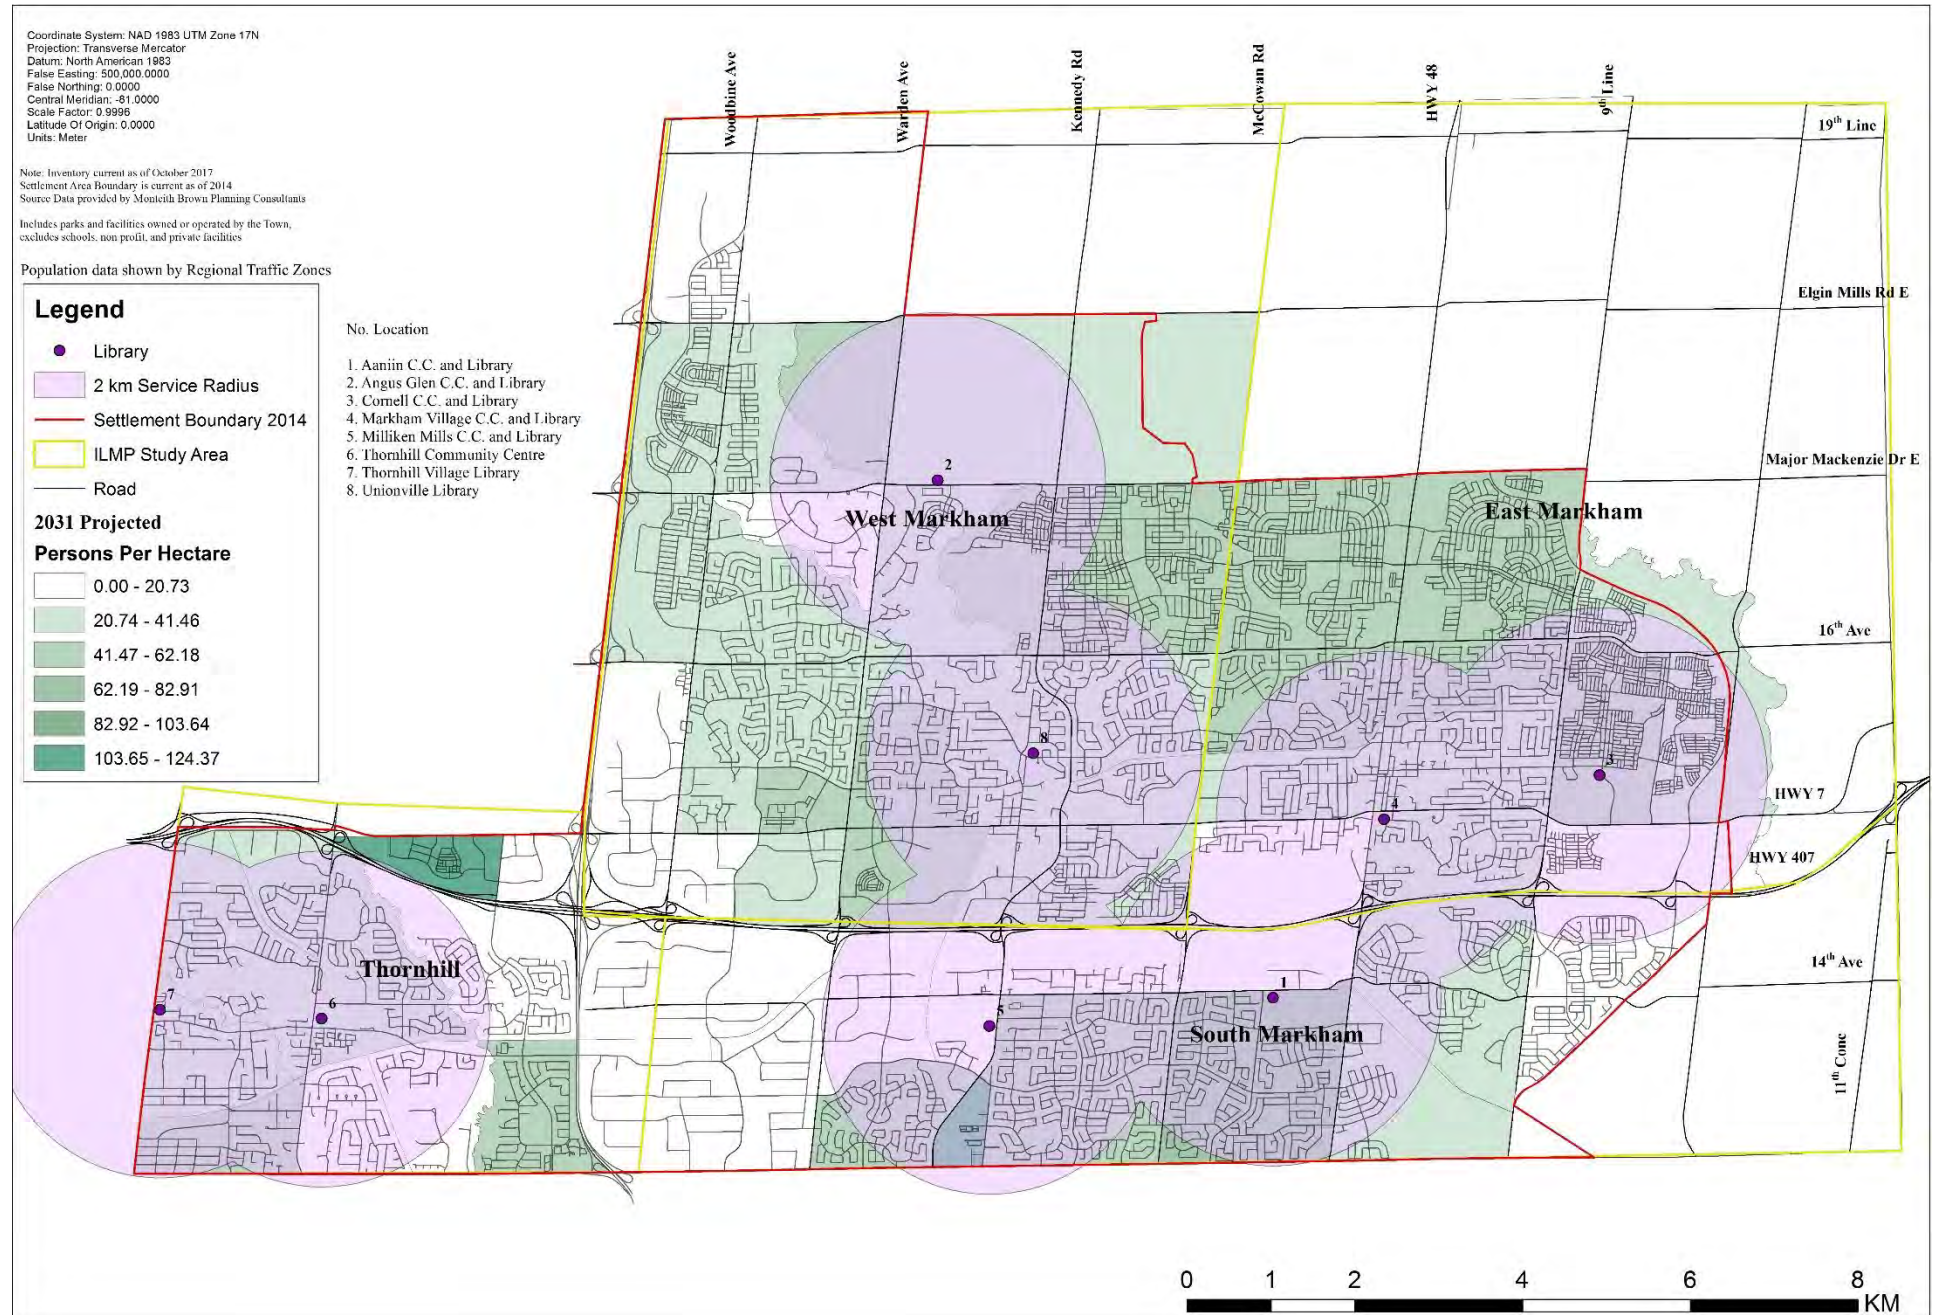 Coordinate System: NAD 1983 UTM Zone 17N
Projection: Transverse Mercator
Datum: North American 1983
False Easting: 500,000.0000
False Northing: 0.0000
Central Meridian: -81.0000
Scale Factor: 0.9996
Latitude Of Origin: 0.0000
Units: Meter
Note: Inventory current as of October 2017
Settlement Area Boundary is current as of 2014
Source Data provided by Monteith Brown Planning Consultants
Includes parks and facilities owned or operated by the Town,
excludes schools, non profit, and private facilities
Population data shown by Regional Traffic Zones
Legend
Library
2 km Service Radius
Settlement Boundary 2014
ILMP Study Area
Road
2031 Projected
Persons Per Hectare
0.00 - 20.73
20.74 - 41.46
41.47 - 62.18
62.19 - 82.91
82.92 - 103.64
103.65 - 124.37
No. Location
1. Aaniin C.C. and Library
2. Angus Glen C.C. and Library
3. Cornell C.C. and Library
4. Markham Village C.C. and Library
5. Milliken Mills C.C. and Library
6. Thornhill Community Centre
7. Thornhill Village Library
8. Unionville Library
Woodbine Ave
Warden Ave
Kennedy Rd
McCowan Rd
HWY 48
9th Line
19th Line
Elgin Mills Rd E
Major Mackenzie Dr E
16th Ave
HWY 7
HWY 407
14th Ave
11th Conc
West Markham
East Markham
Thornhill
South Markham
2
8
3
4
1
5
6
7
0 1 2 4 6 8
KM